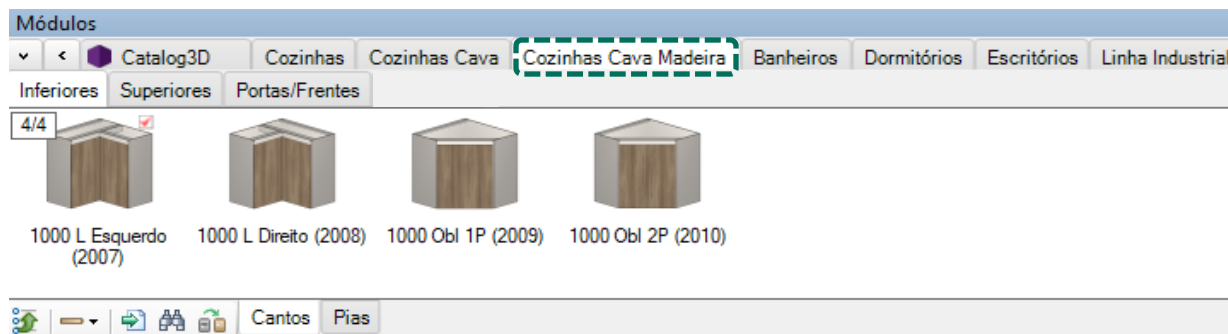 Módulos
Catalog3D Cozinhas Cozinhas Cava Cozinhas Cava Madeira Banheiros Dormitórios Escritórios Linha Industrial
Inferiores Superiores Portas/Frentes
4/4
1000 L Esquerdo (2007) 1000 L Direito (2008) 1000 Obl 1P (2009) 1000 Obl 2P (2010)
Cantos Pias